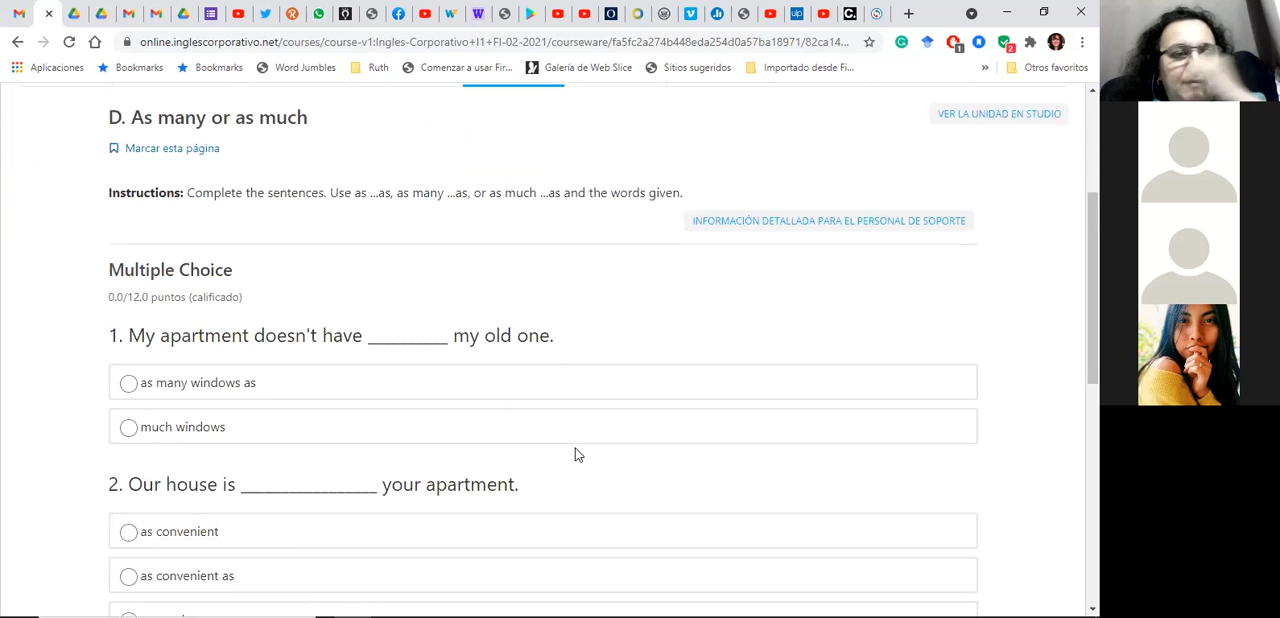 online.inglescorporativo.net/courses/course-v1:Ingles-Corporativo+I1+FI-02-2021/courseware/fa5fc2a274b448eda254d0a57ba18971/82ca14...
Aplicaciones Bookmarks Bookmarks Word Jumbles Ruth Comenzar a usar Fir... Galería de Web Slice Sitios sugeridos Importado desde Fi... » Otros favoritos
D. As many or as much
VER LA UNIDAD EN STUDIO
Marcar esta página
Instructions: Complete the sentences. Use as ...as, as many ...as, or as much ...as and the words given.
INFORMACIÓN DETALLADA PARA EL PERSONAL DE SOPORTE
Multiple Choice
0.0/12.0 puntos (calificado)
1. My apartment doesn't have _________ my old one.
as many windows as
much windows
2. Our house is ________________ your apartment.
as convenient
as convenient as